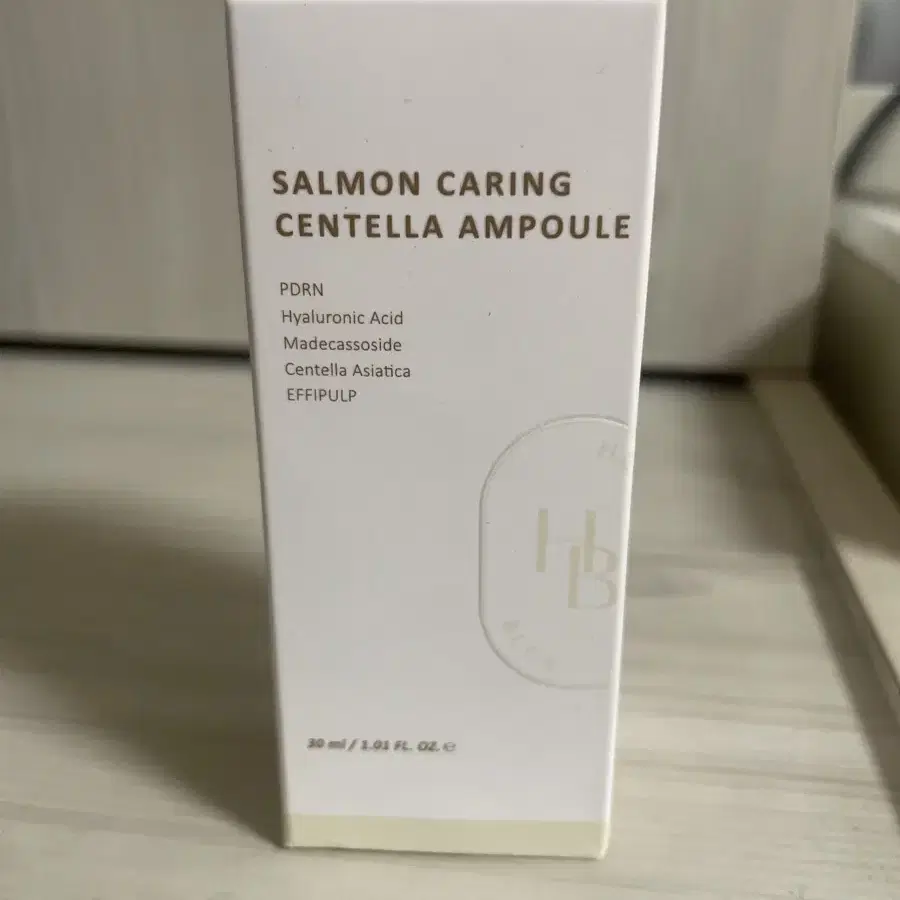 SALMON CARING
CENTELLA AMPOULE
PDRN
Hyaluronic Acid
Madecassoside
Centella Asiatica
EFFIPULP
HB
30 ml / 1.01 FL. OZ. ℮